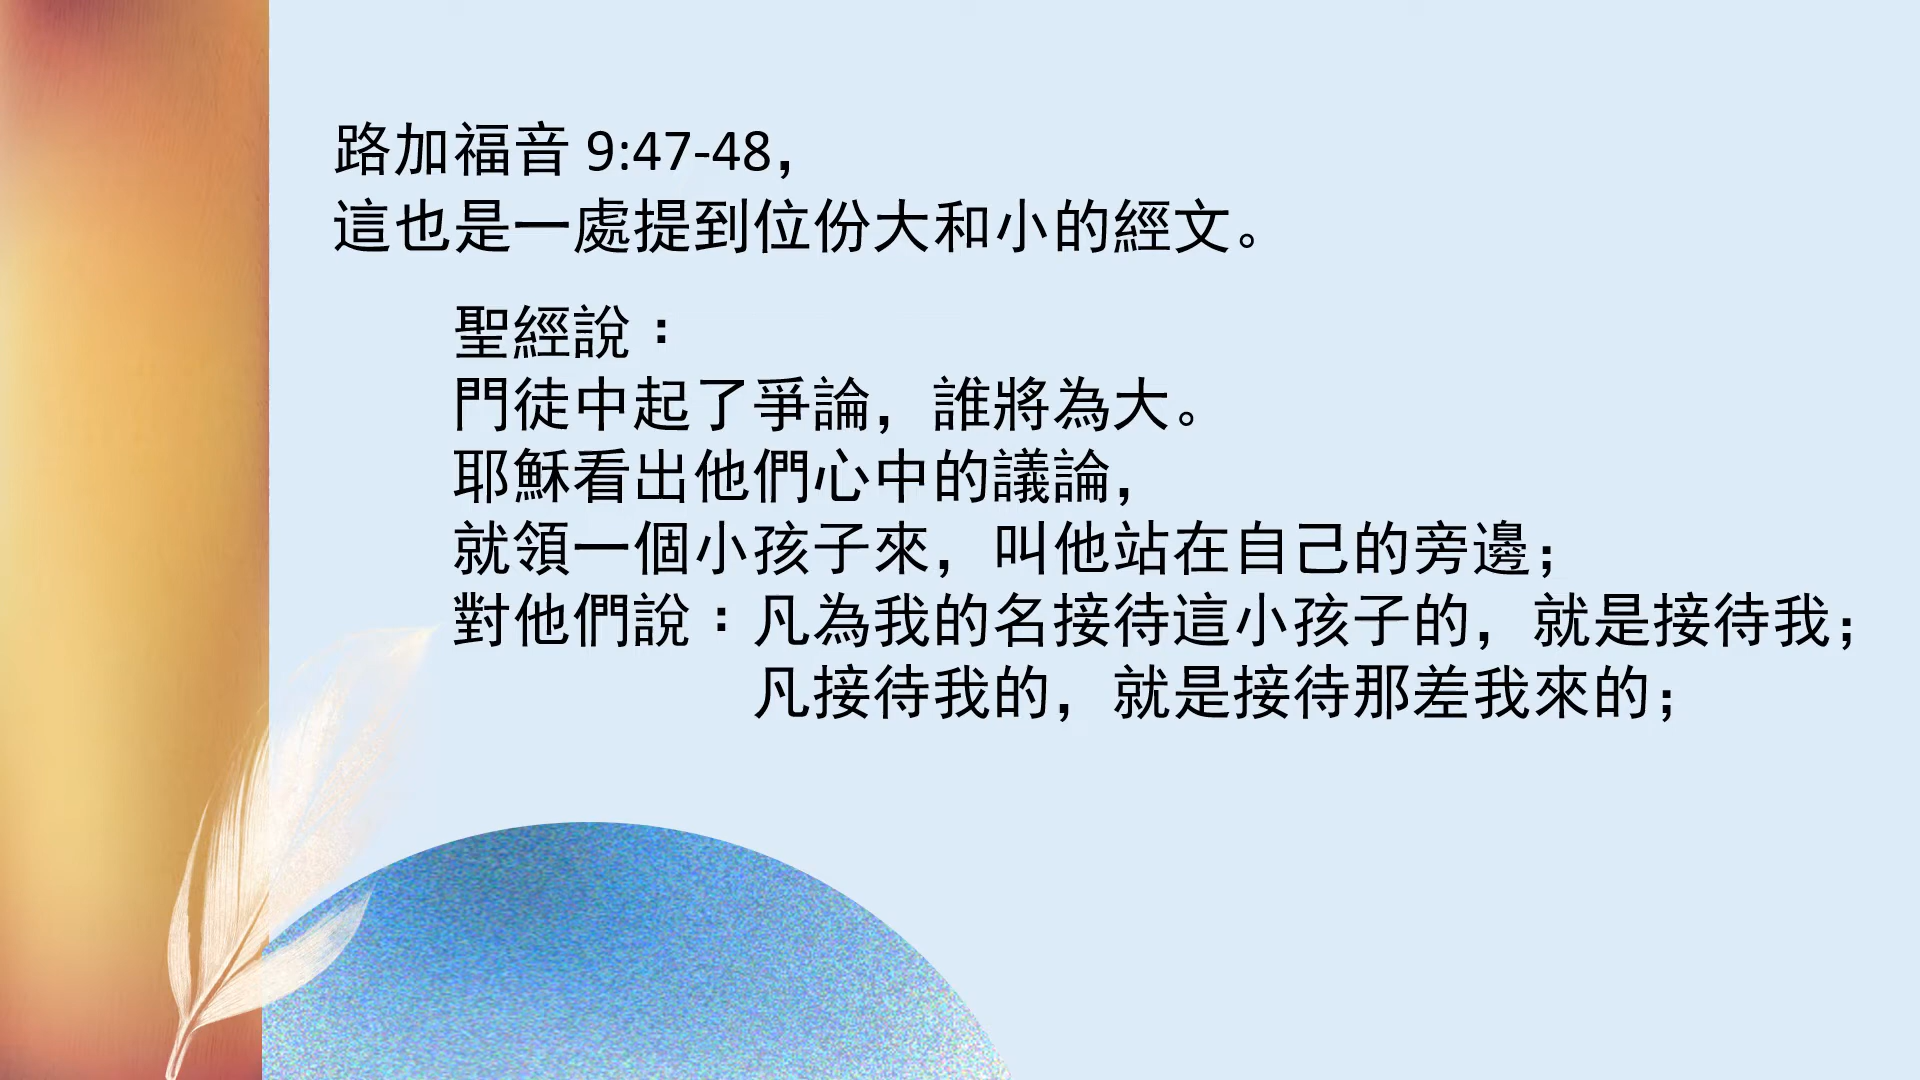 路加福音 9:47-48，
這也是一處提到位份大和小的經文。
聖經說：
門徒中起了爭論，誰將為大。
耶穌看出他們心中的議論，
就領一個小孩子來，叫他站在自己的旁邊；
對他們說：凡為我的名接待這小孩子的，就是接待我；
凡接待我的，就是接待那差我來的；